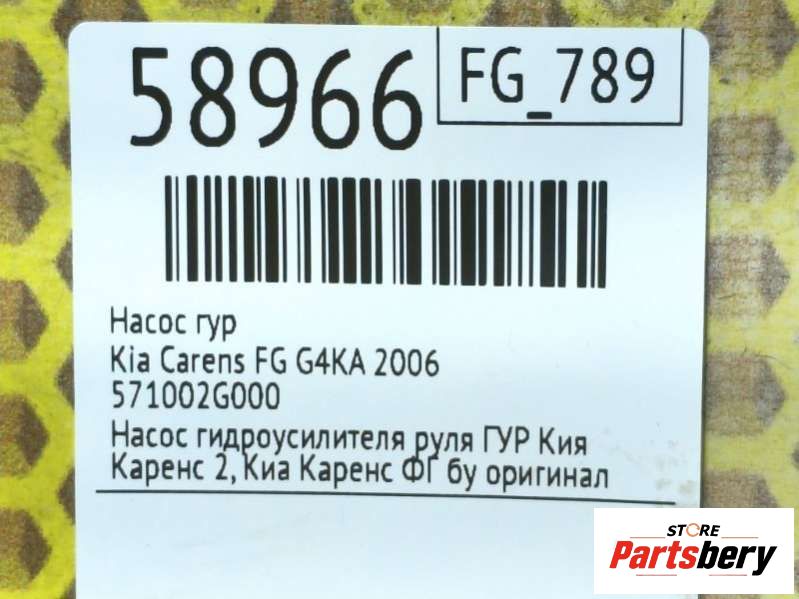 58966
FG_789
Насос гур
Kia Carens FG G4KA 2006
571002G000
Насос гидроусилителя руля ГУР Кия
Каренс 2, Киа Каренс ФГ бу оригинал
STORE
Partsbery